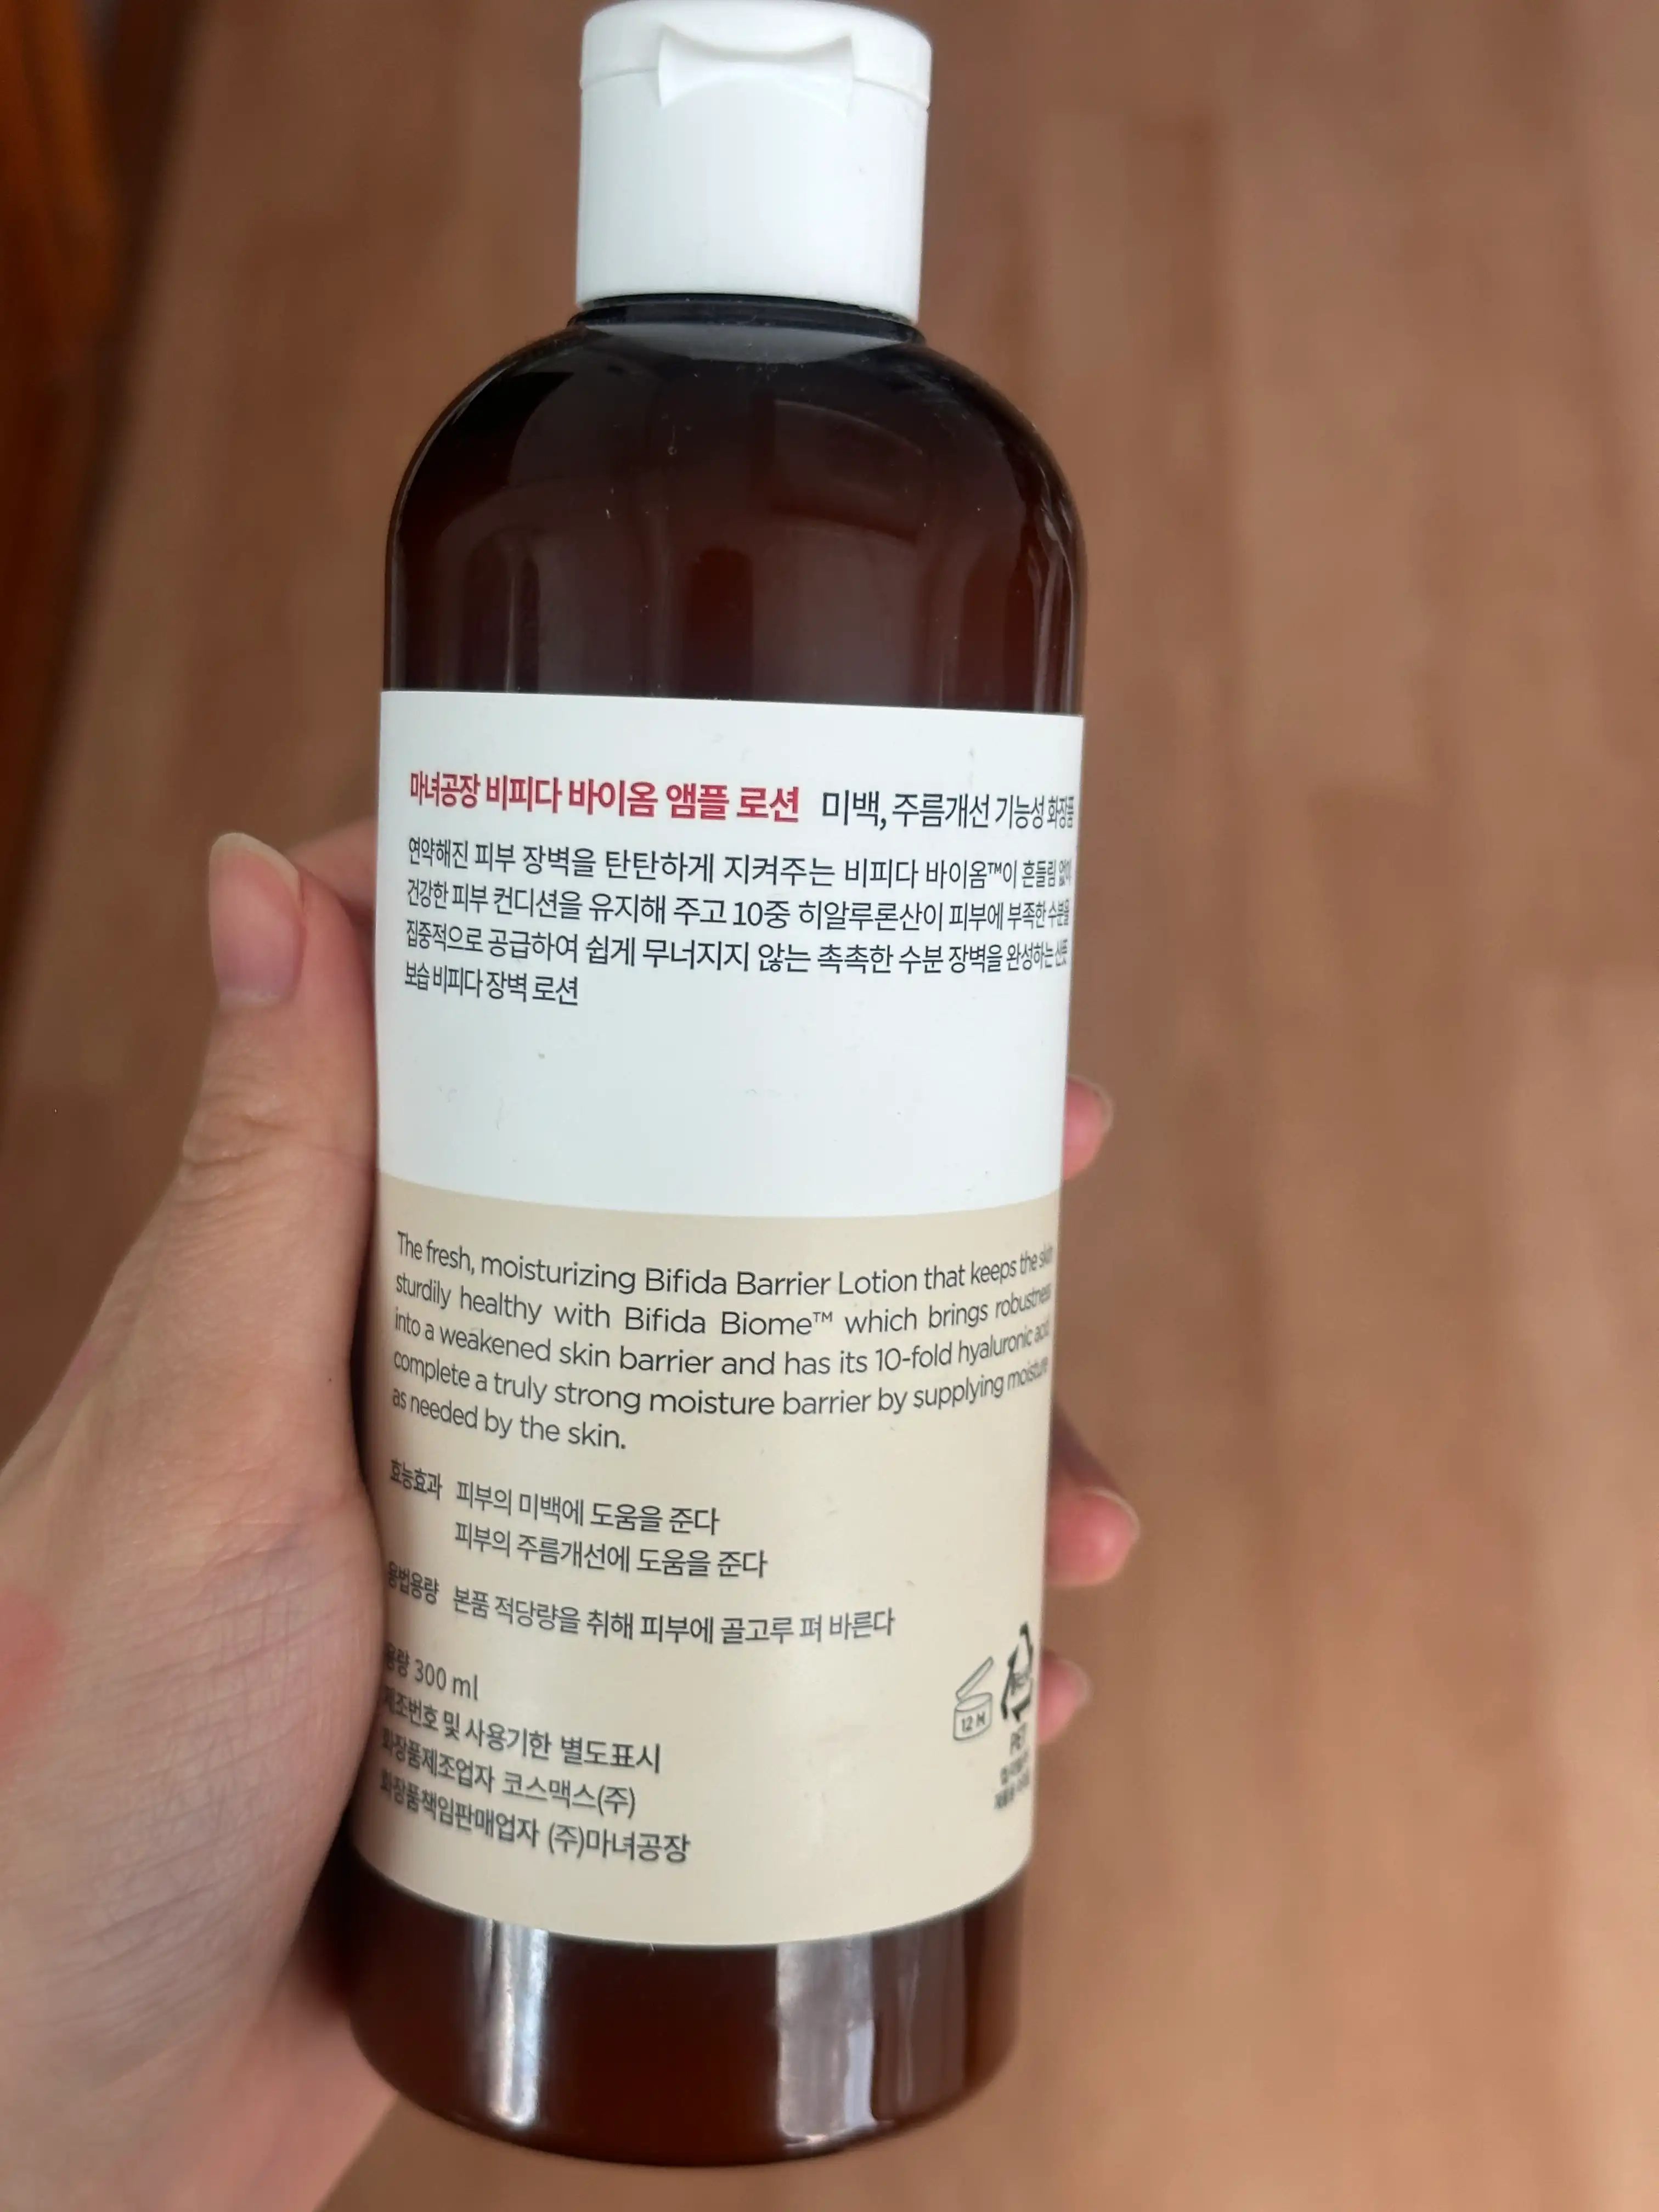 마녀공장 비피다 바이옴 앰플 로션 미백, 주름개선 기능성 화장품
연약해진 피부 장벽을 탄탄하게 지켜주는 비피다 바이옴™이 흔들림 없이
건강한 피부 컨디션을 유지해 주고 10중 히알루론산이 피부에 부족한 수분을
집중적으로 공급하여 쉽게 무너지지 않는 촉촉한 수분 장벽을 완성하는 산뜻
보습 비피다 장벽 로션
The fresh, moisturizing Bifida Barrier Lotion that keeps the skin
sturdily healthy with Bifida Biome™ which brings robustness
into a weakened skin barrier and has its 10-fold hyaluronic acid
complete a truly strong moisture barrier by supplying moisture
as needed by the skin.
효능효과 피부의 미백에 도움을 준다
피부의 주름개선에 도움을 준다
용법용량 본품 적당량을 취해 피부에 골고루 펴 바른다
용량 300 ml
제조번호 및 사용기한 별도표시
화장품제조업자 코스맥스(주)
화장품책임판매업자 (주)마녀공장
12 M
PET